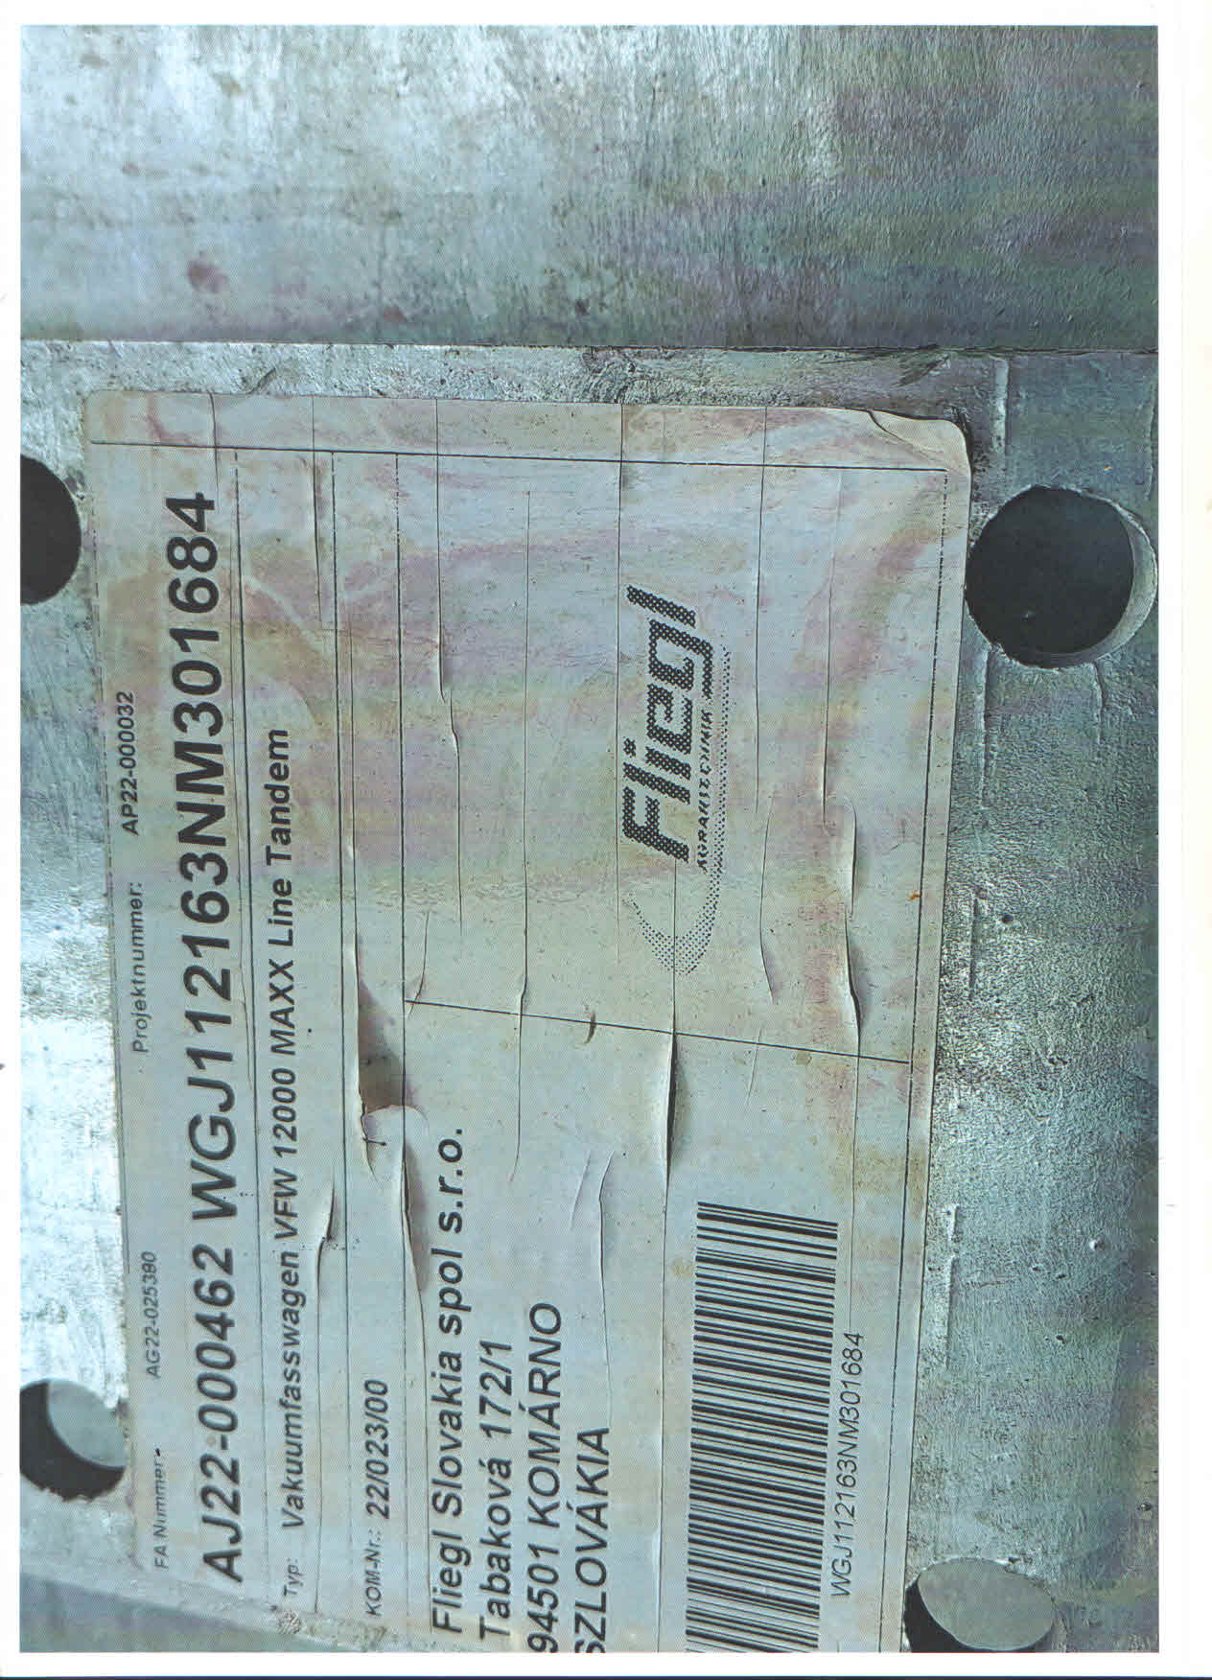 FA Nummer: AG22-025380 Projektnummer: AP22-000032
AJ22-000462 WGJ112163NM301684
Typ: Vakuumfasswagen VFW 12000 MAXX Line Tandem
KOM-Nr.: 22/023/00
Fliegl Slovakia spol s.r.o.
Tabaková 172/1
94501 KOMÁRNO
SZLOVÁKIA
Fliegl
AGRARTECHNIK
WGJ112163NM301684